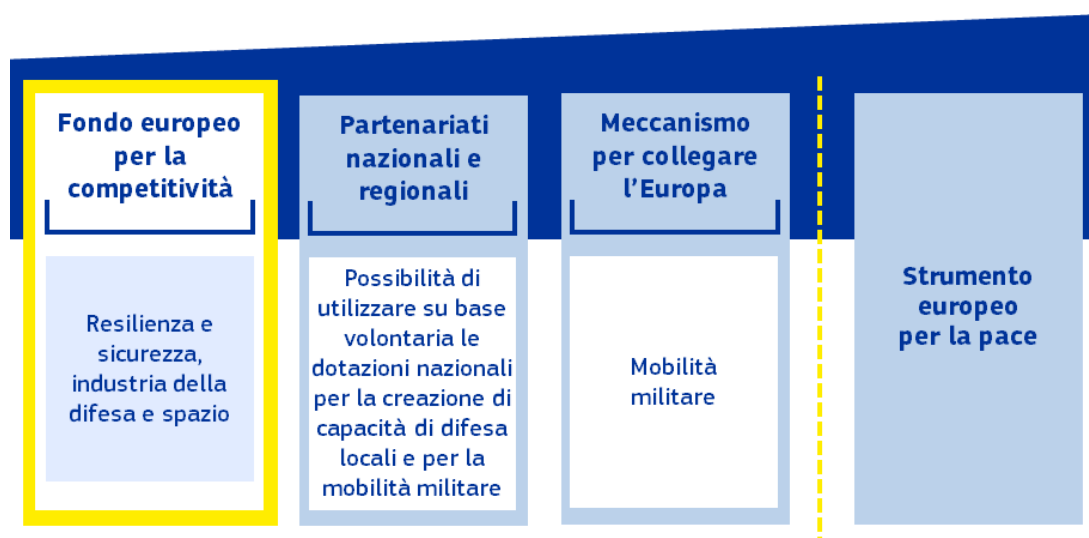 Fondo europeo
per la
competitività
Resilienza e
sicurezza,
industria della
difesa e spazio
Partenariati
nazionali e
regionali
Possibilità di
utilizzare su base
volontaria le
dotazioni nazionali
per la creazione di
capacità di difesa
locali e per la
mobilità militare
Meccanismo
per collegare
l'Europa
Mobilità
militare
Strumento
europeo
per la pace